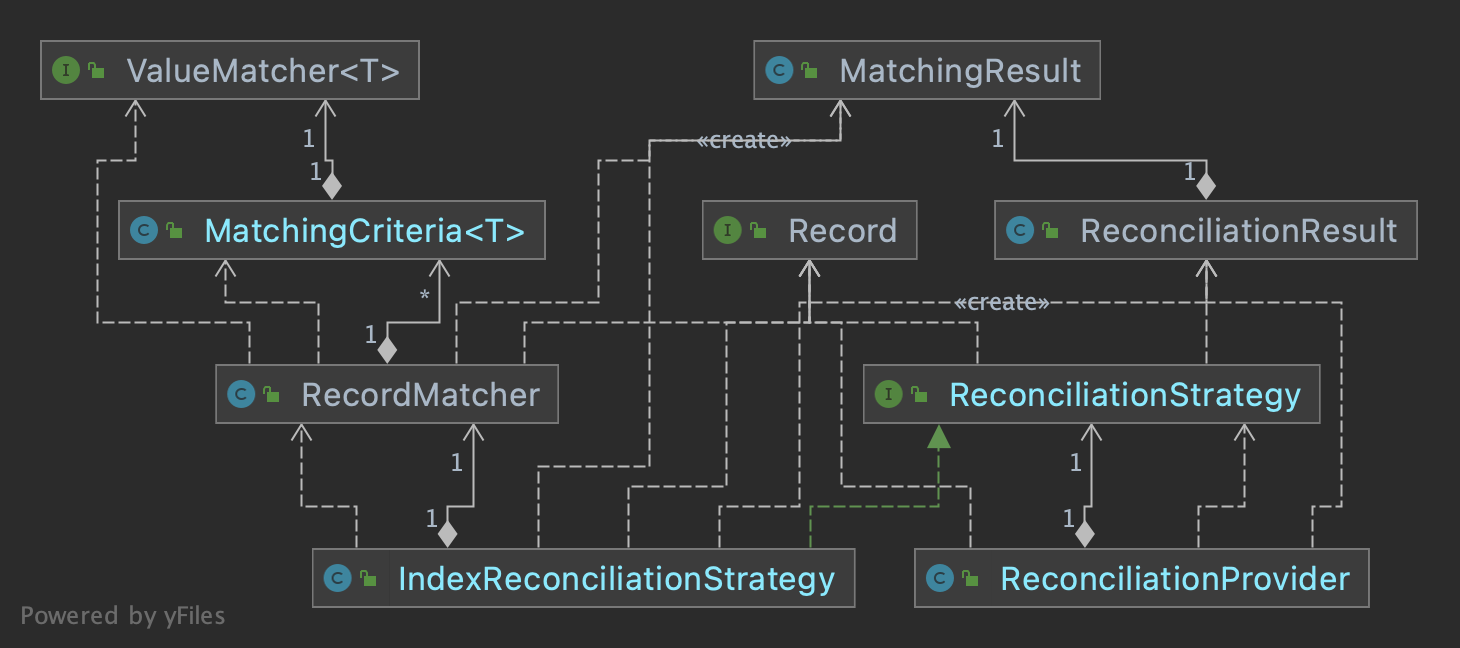 I ValueMatcher<T>
C MatchingResult
1
«create»
1
1
1
C MatchingCriteria<T>
I Record
C ReconciliationResult
*
«create»
1
C RecordMatcher
I ReconciliationStrategy
1
1
1
1
C IndexReconciliationStrategy
C ReconciliationProvider
Powered by yFiles